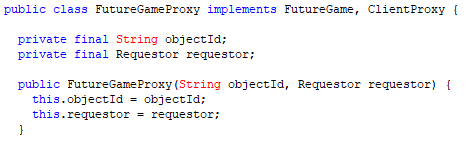 public class FutureGameProxy implements FutureGame, ClientProxy {
private final String objectId;
private final Requestor requestor;
public FutureGameProxy(String objectId, Requestor requestor) {
this.objectId = objectId;
this.requestor = requestor;
}